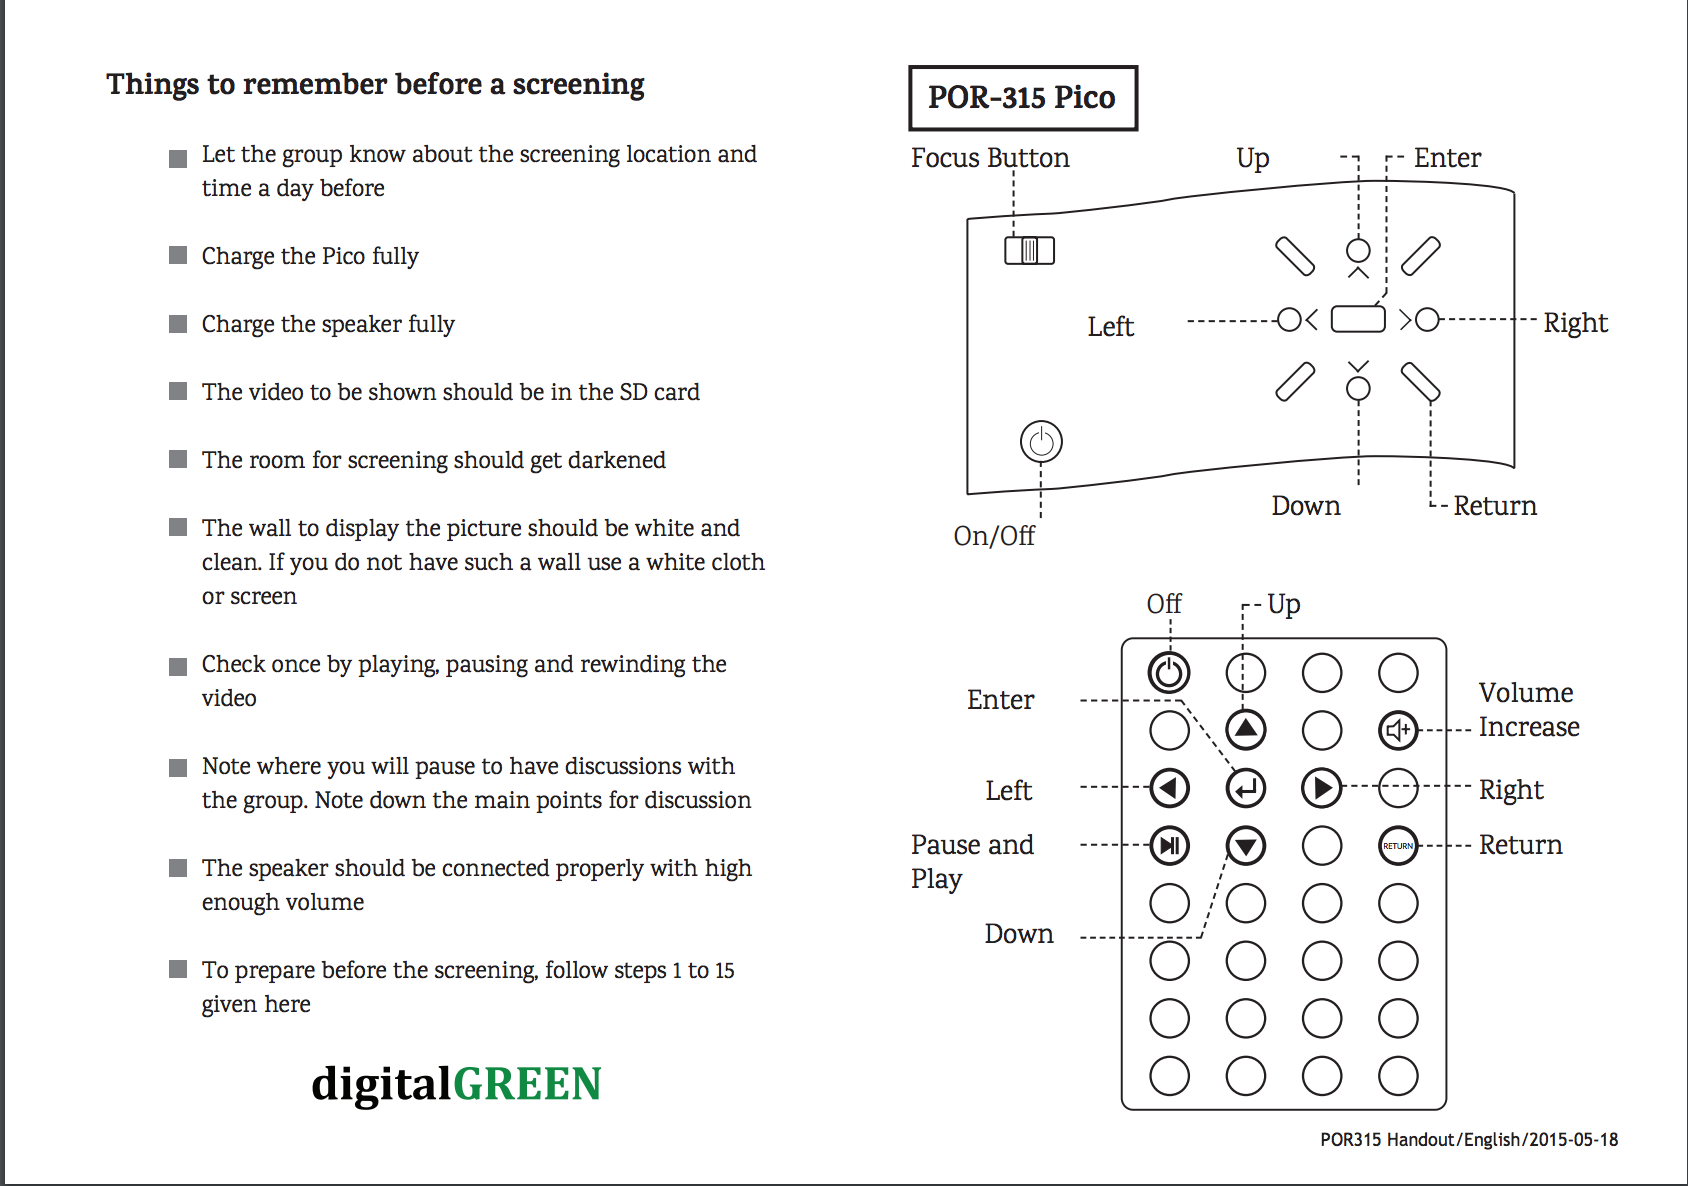 Things to remember before a screening
Let the group know about the screening location and
time a day before
Charge the Pico fully
Charge the speaker fully
The video to be shown should be in the SD card
The room for screening should get darkened
The wall to display the picture should be white and
clean. If you do not have such a wall use a white cloth
or screen
Check once by playing, pausing and rewinding the
video
Note where you will pause to have discussions with
the group. Note down the main points for discussion
The speaker should be connected properly with high
enough volume
To prepare before the screening, follow steps 1 to 15
given here
digitalGREEN
POR-315 Pico
Focus Button
Up
Enter
Left
Right
Down
Return
On/Off
Off
Up
Enter
Volume
Increase
Left
Right
Pause and
Play
RETURN
Return
Down
POR315 Handout/English/2015-05-18